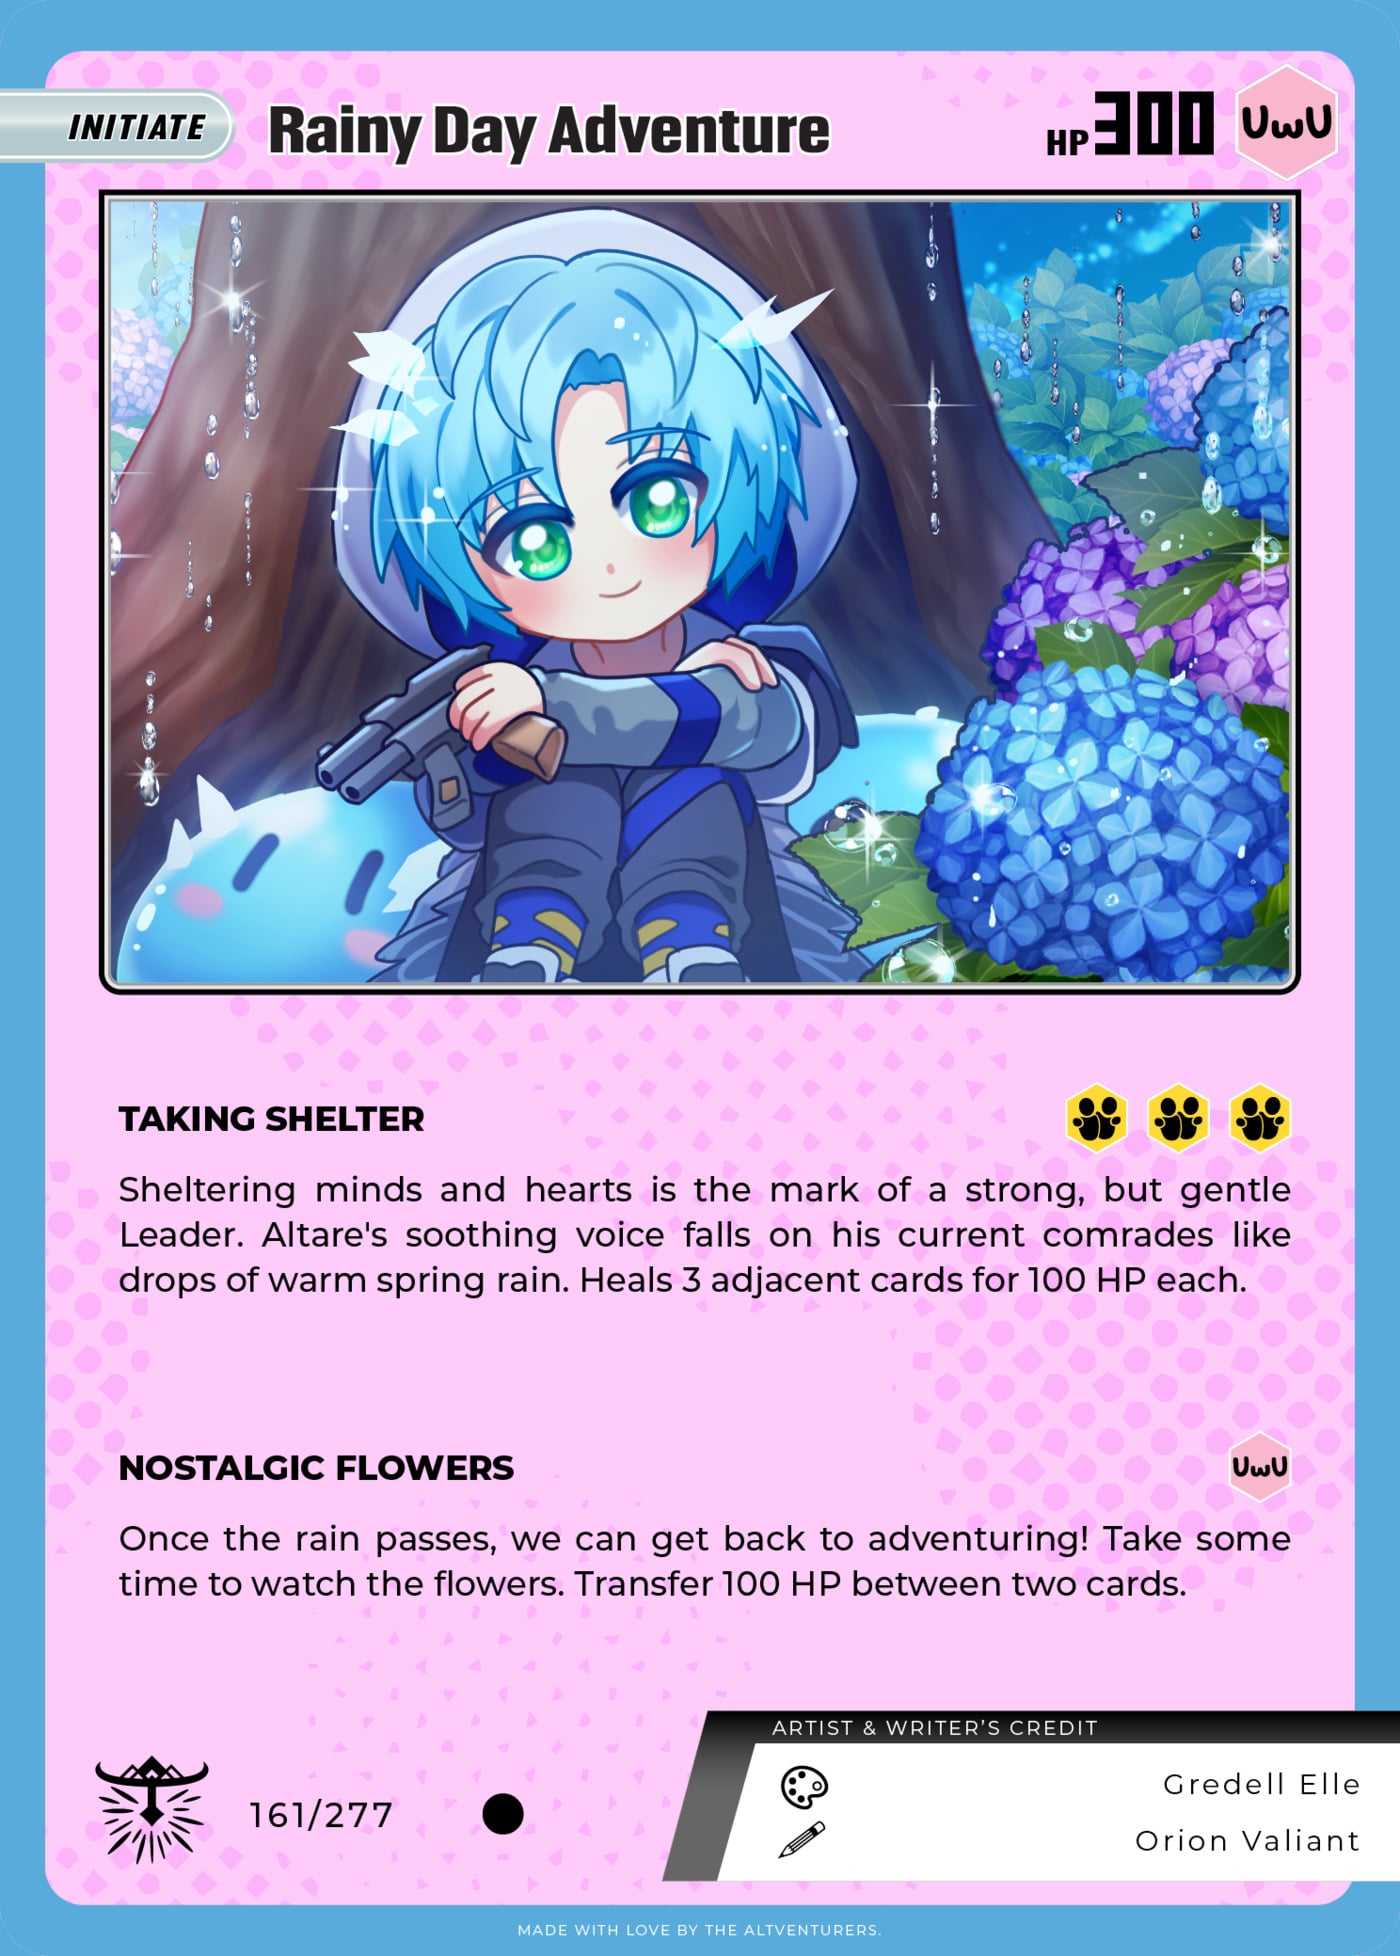 INITIATE
Rainy Day Adventure
HP 300
UwU
TAKING SHELTER
Sheltering minds and hearts is the mark of a strong, but gentle
Leader. Altare's soothing voice falls on his current comrades like
drops of warm spring rain. Heals 3 adjacent cards for 100 HP each.
NOSTALGIC FLOWERS
UwU
Once the rain passes, we can get back to adventuring! Take some
time to watch the flowers. Transfer 100 HP between two cards.
161/277
ARTIST & WRITER'S CREDIT
Gredell Elle
Orion Valiant
MADE WITH LOVE BY THE ALTVENTURERS.